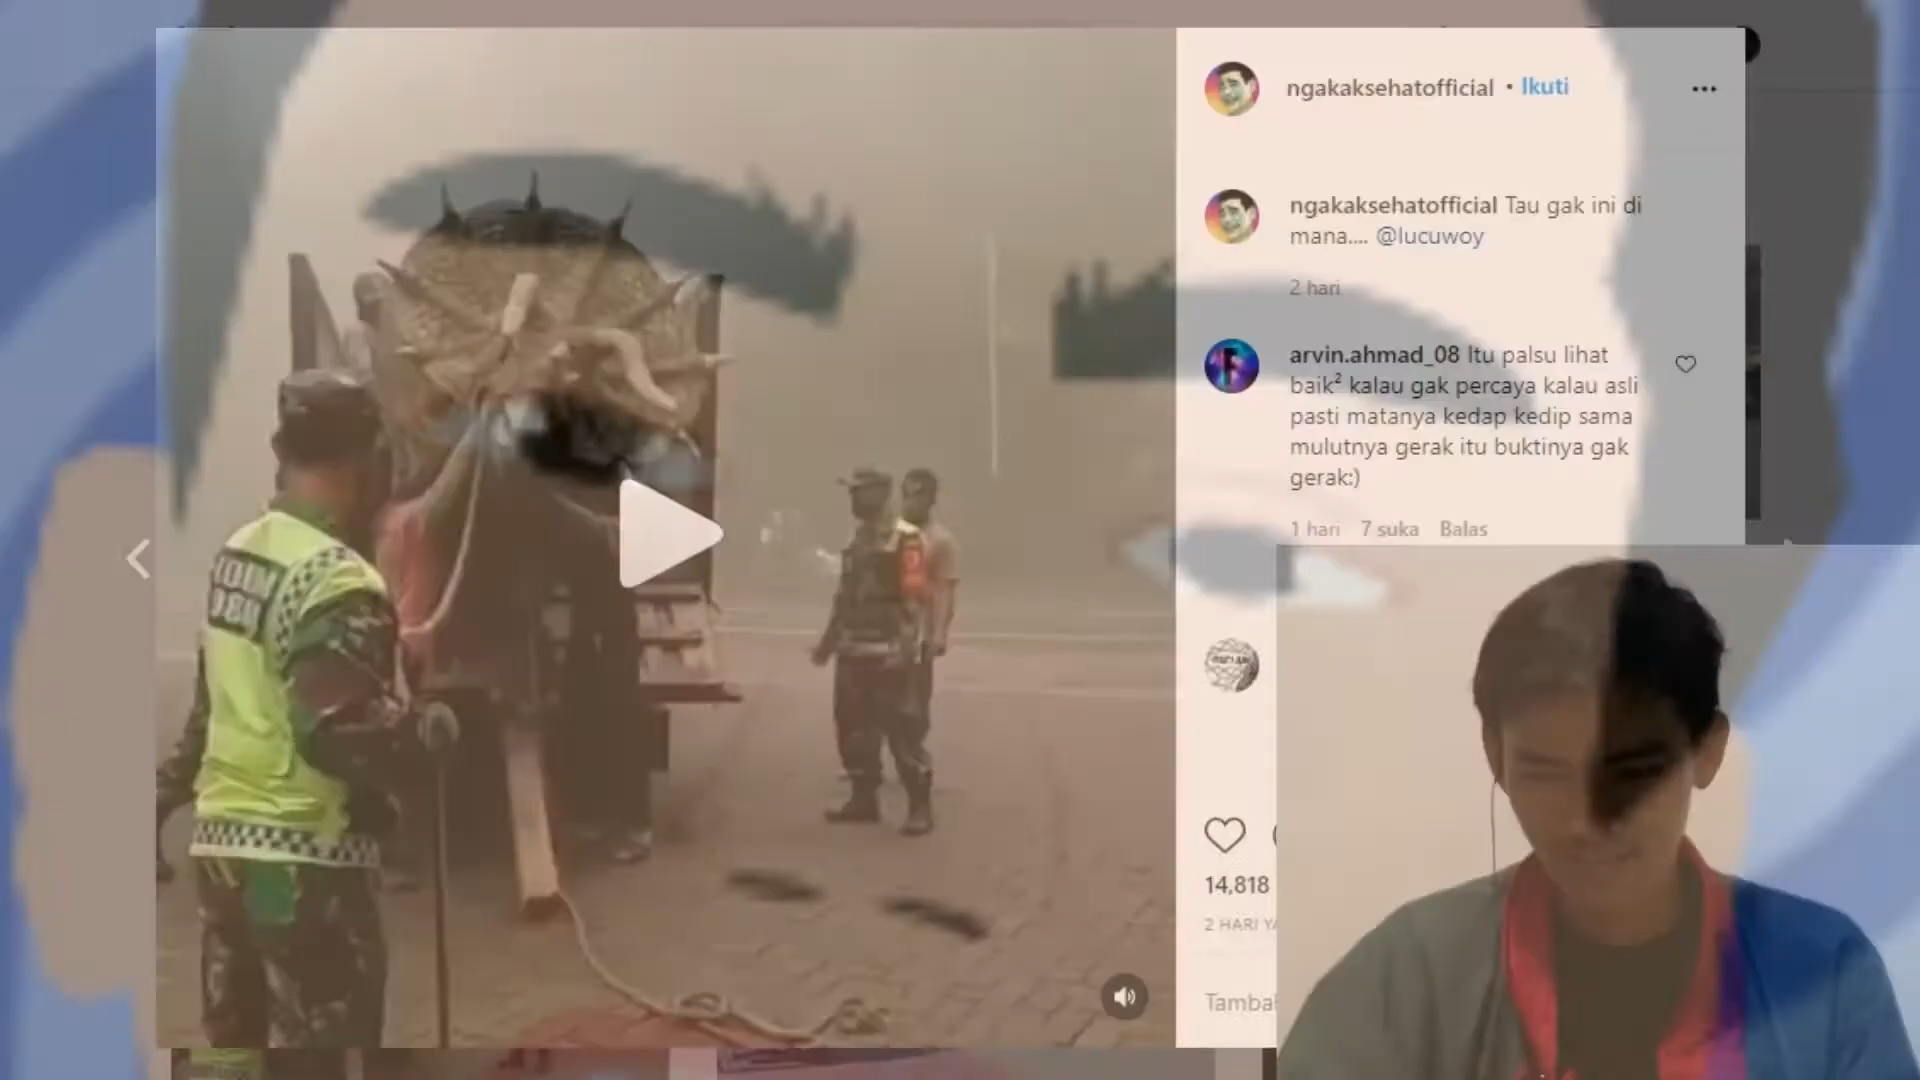 ngakaksehatofficial • Ikuti
ngakaksehatofficial Tau gak ini di
mana.... @lucuwoy
2 hari
arvin.ahmad_08 Itu palsu lihat
baik² kalau gak percaya kalau asli
pasti matanya kedap kedip sama
mulutnya gerak itu buktinya gak
gerak:)
1 hari 7 suka Balas
14,818
2 HARI